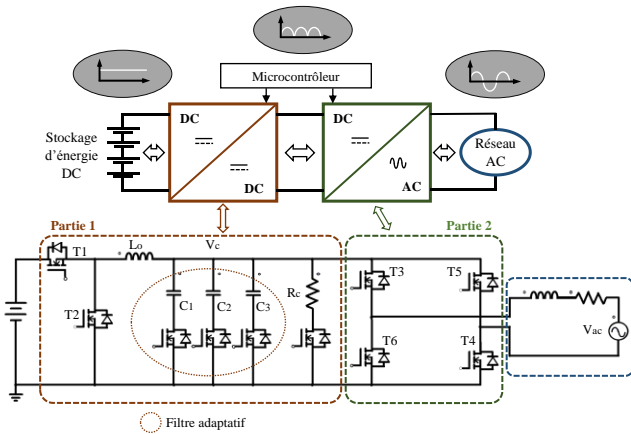 Microcontrôleur
Stockage
d'énergie
DC
DC
DC
DC
AC
Réseau
AC
Partie 1
Partie 2
T1
Lo
Vc
T2
C1
C2
C3
Rc
T3
T5
T6
T4
Vac
Filtre adaptatif